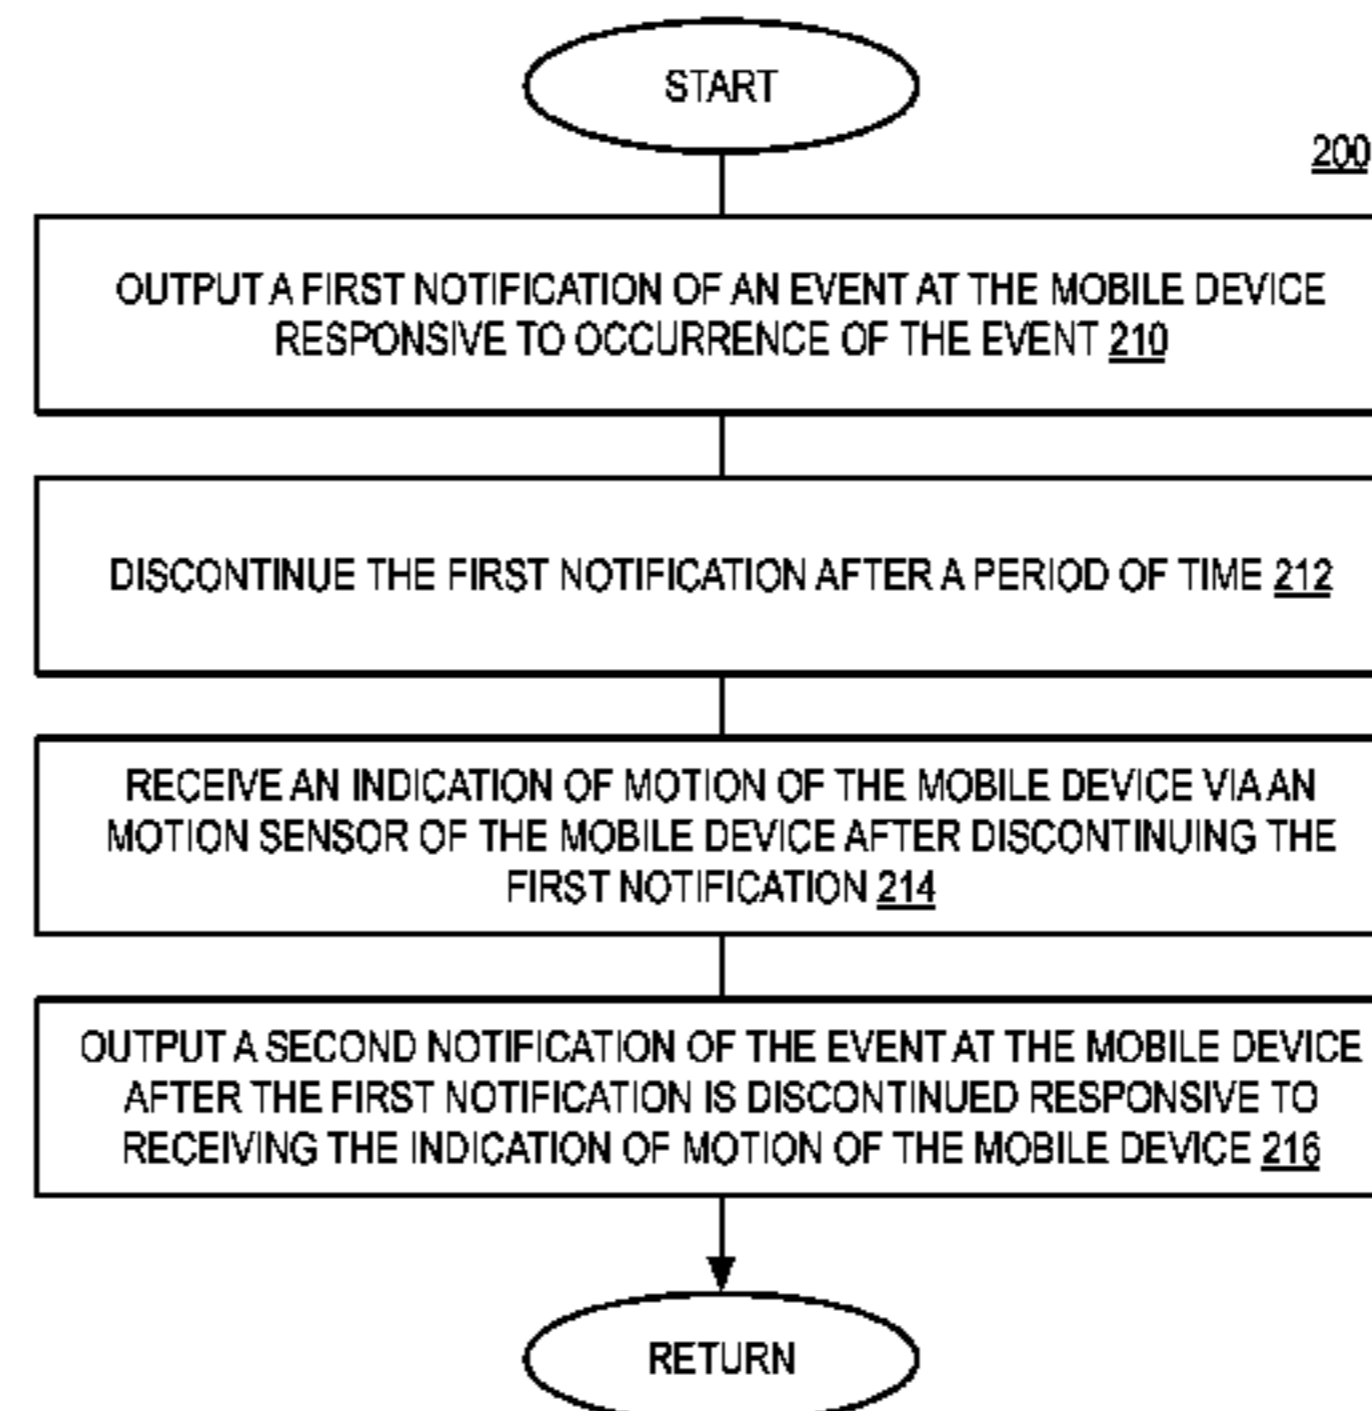 START
200
OUTPUT A FIRST NOTIFICATION OF AN EVENT AT THE MOBILE DEVICE
RESPONSIVE TO OCCURRENCE OF THE EVENT 210
DISCONTINUE THE FIRST NOTIFICATION AFTER A PERIOD OF TIME 212
RECEIVE AN INDICATION OF MOTION OF THE MOBILE DEVICE VIA AN
MOTION SENSOR OF THE MOBILE DEVICE AFTER DISCONTINUING THE
FIRST NOTIFICATION 214
OUTPUT A SECOND NOTIFICATION OF THE EVENT AT THE MOBILE DEVICE
AFTER THE FIRST NOTIFICATION IS DISCONTINUED RESPONSIVE TO
RECEIVING THE INDICATION OF MOTION OF THE MOBILE DEVICE 216
RETURN